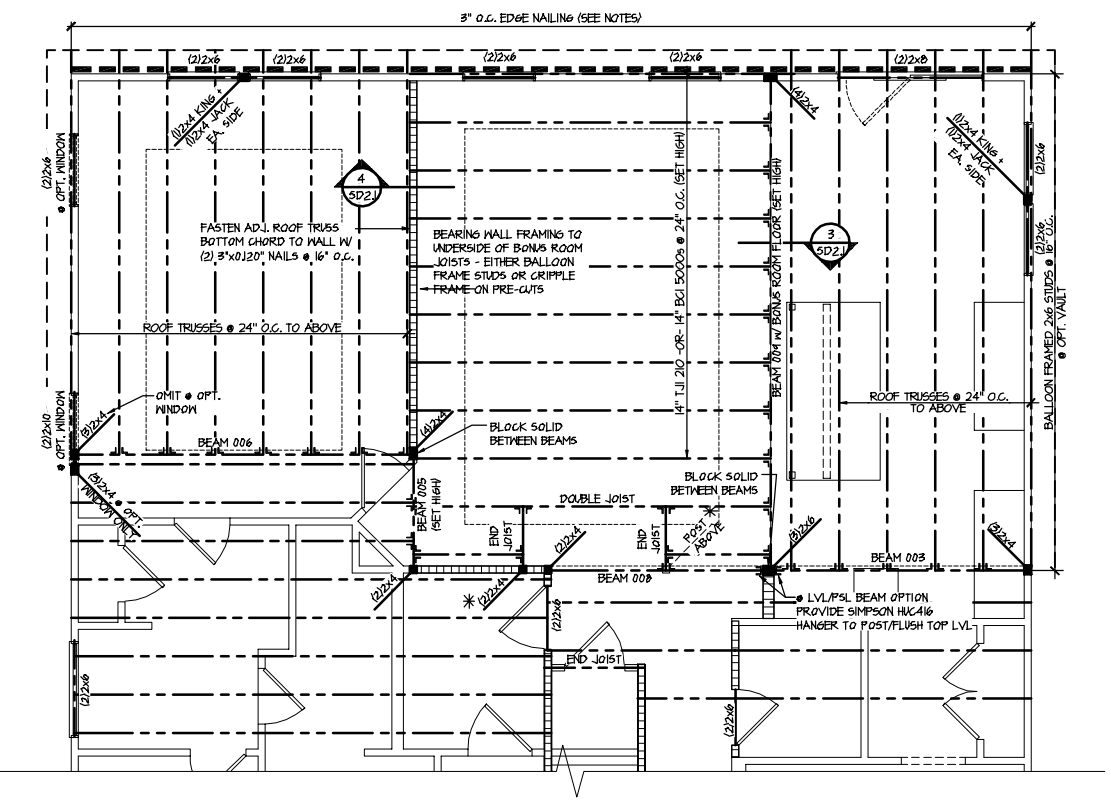 3" O.C. EDGE NAILING (SEE NOTES)
(2)2x6
(2)2x6
(2)2x6
(2)2x6
(2)2x8
(2)2x6
@ OPT. WINDOW
(1)2x4 KING +
(1)2x4 JACK
EA. SIDE
(4)2x4
(1)2x4 KING +
(1)2x4 JACK
EA. SIDE
(2)2x6
(2)2x6
4
SD2.1
3
SD2.1
FASTEN ADJ. ROOF TRUSS
BOTTOM CHORD TO WALL W/
(2) 3"x0.120" NAILS @ 16" O.C.
BEARING WALL FRAMING TO
UNDERSIDE OF BONUS ROOM
JOISTS - EITHER BALLOON
FRAME STUDS OR CRIPPLE
FRAME ON PRE-CUTS
14" TJI 210 -OR- 14" BCI 5000s @ 24" O.C. (SET HIGH)
BEAM 009 W/ BONUS ROOM FLOOR (SET HIGH)
BALLOON FRAMED 2x6 STUDS @ 16" O.C.
@ OPT. VAULT
ROOF TRUSSES @ 24" O.C. TO ABOVE
ROOF TRUSSES @ 24" O.C.
TO ABOVE
(2)2x10
@ OPT. WINDOW
(3)2x4
OMIT @ OPT.
WINDOW
BEAM 006
(4)2x4
BLOCK SOLID
BETWEEN BEAMS
BLOCK SOLID
BETWEEN BEAMS
(3)2x4 @ OPT.
WINDOW ONLY
BEAM 005
(SET HIGH)
DOUBLE JOIST
END
JOIST
END
JOIST
POST
ABOVE
(2)2x4
(3)2x6
(3)2x4
BEAM 003
BEAM 008
(2)2x4
(2)2x4
(2)2x6
@ LVL/PSL BEAM OPTION
PROVIDE SIMPSON HUC416
HANGER TO POST/FLUSH TOP LVL
END JOIST
(2)2x6
(2)2x6